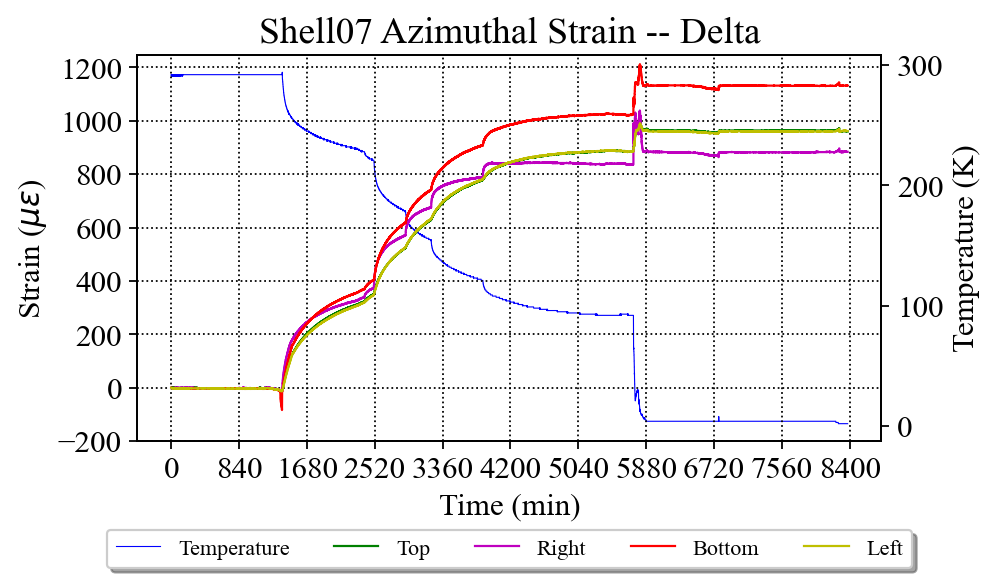 Shell07 Azimuthal Strain -- Delta
1200
1000
800
600
400
200
0
−200
Strain (με)
300
200
100
0
Temperature (K)
0 840 1680 2520 3360 4200 5040 5880 6720 7560 8400
Time (min)
Temperature Top Right Bottom Left